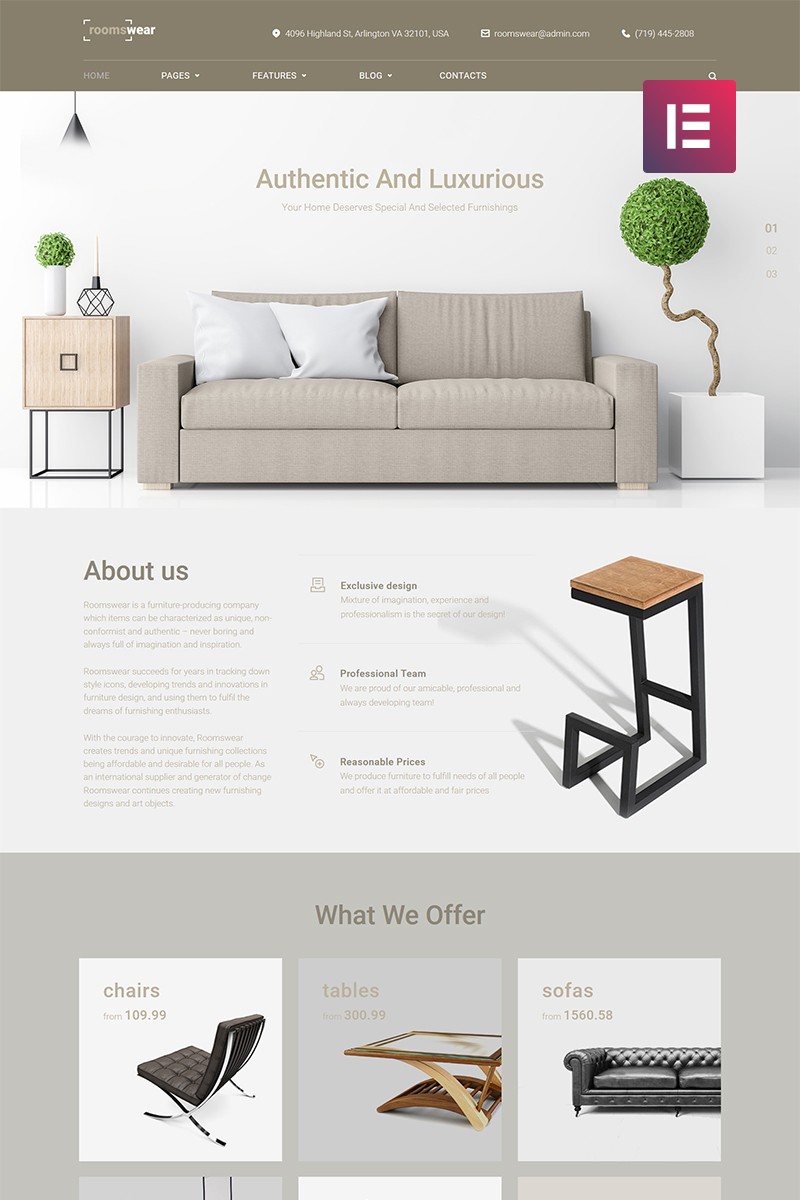 roomswear
4096 Highland St, Arlington VA 32101, USA
roomswear@admin.com
(719) 445-2808
HOME
PAGES
FEATURES
BLOG
CONTACTS
Authentic And Luxurious
Your Home Deserves Special And Selected Furnishings
01
02
03
About us
Roomswear is a furniture-producing company
which items can be characterized as unique, non-
conformist and authentic – never boring and
always full of imagination and inspiration.
Roomswear succeeds for years in tracking down
style icons, developing trends and innovations in
furniture design, and using them to fulfil the
dreams of furnishing enthusiasts.
With the courage to innovate, Roomswear
creates trends and unique furnishing collections
being affordable and desirable for all people. As
an international supplier and generator of change
Roomswear continues creating new furnishing
designs and art objects.
Exclusive design
Mixture of imagination, experience and
professionalism is the secret of our design!
Professional Team
We are proud of our amicable, professional and
always developing team!
Reasonable Prices
We produce furniture to fulfill needs of all people
and offer it at affordable and fair prices
What We Offer
chairs
from 109.99
tables
from 300.99
sofas
from 1560.58